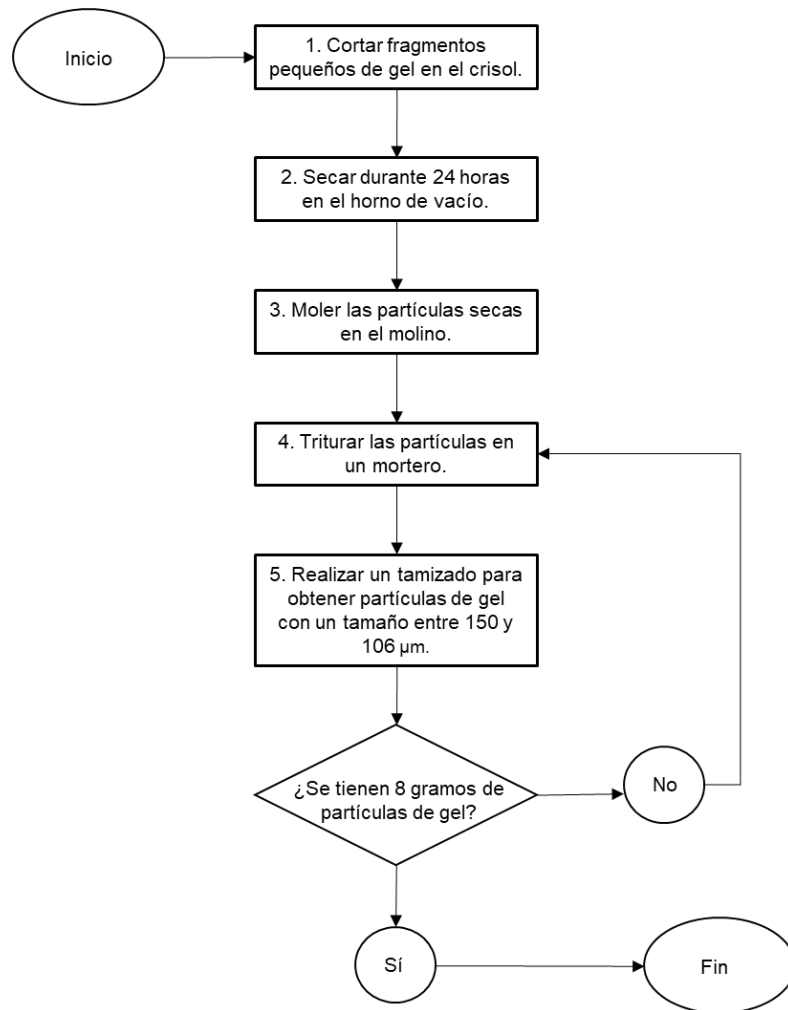 Inicio
1. Cortar fragmentos
pequeños de gel en el crisol.
2. Secar durante 24 horas
en el horno de vacío.
3. Moler las partículas secas
en el molino.
4. Triturar las partículas en
un mortero.
5. Realizar un tamizado para
obtener partículas de gel
con un tamaño entre 150 y
106 µm.
¿Se tienen 8 gramos de
partículas de gel?
No
Sí
Fin